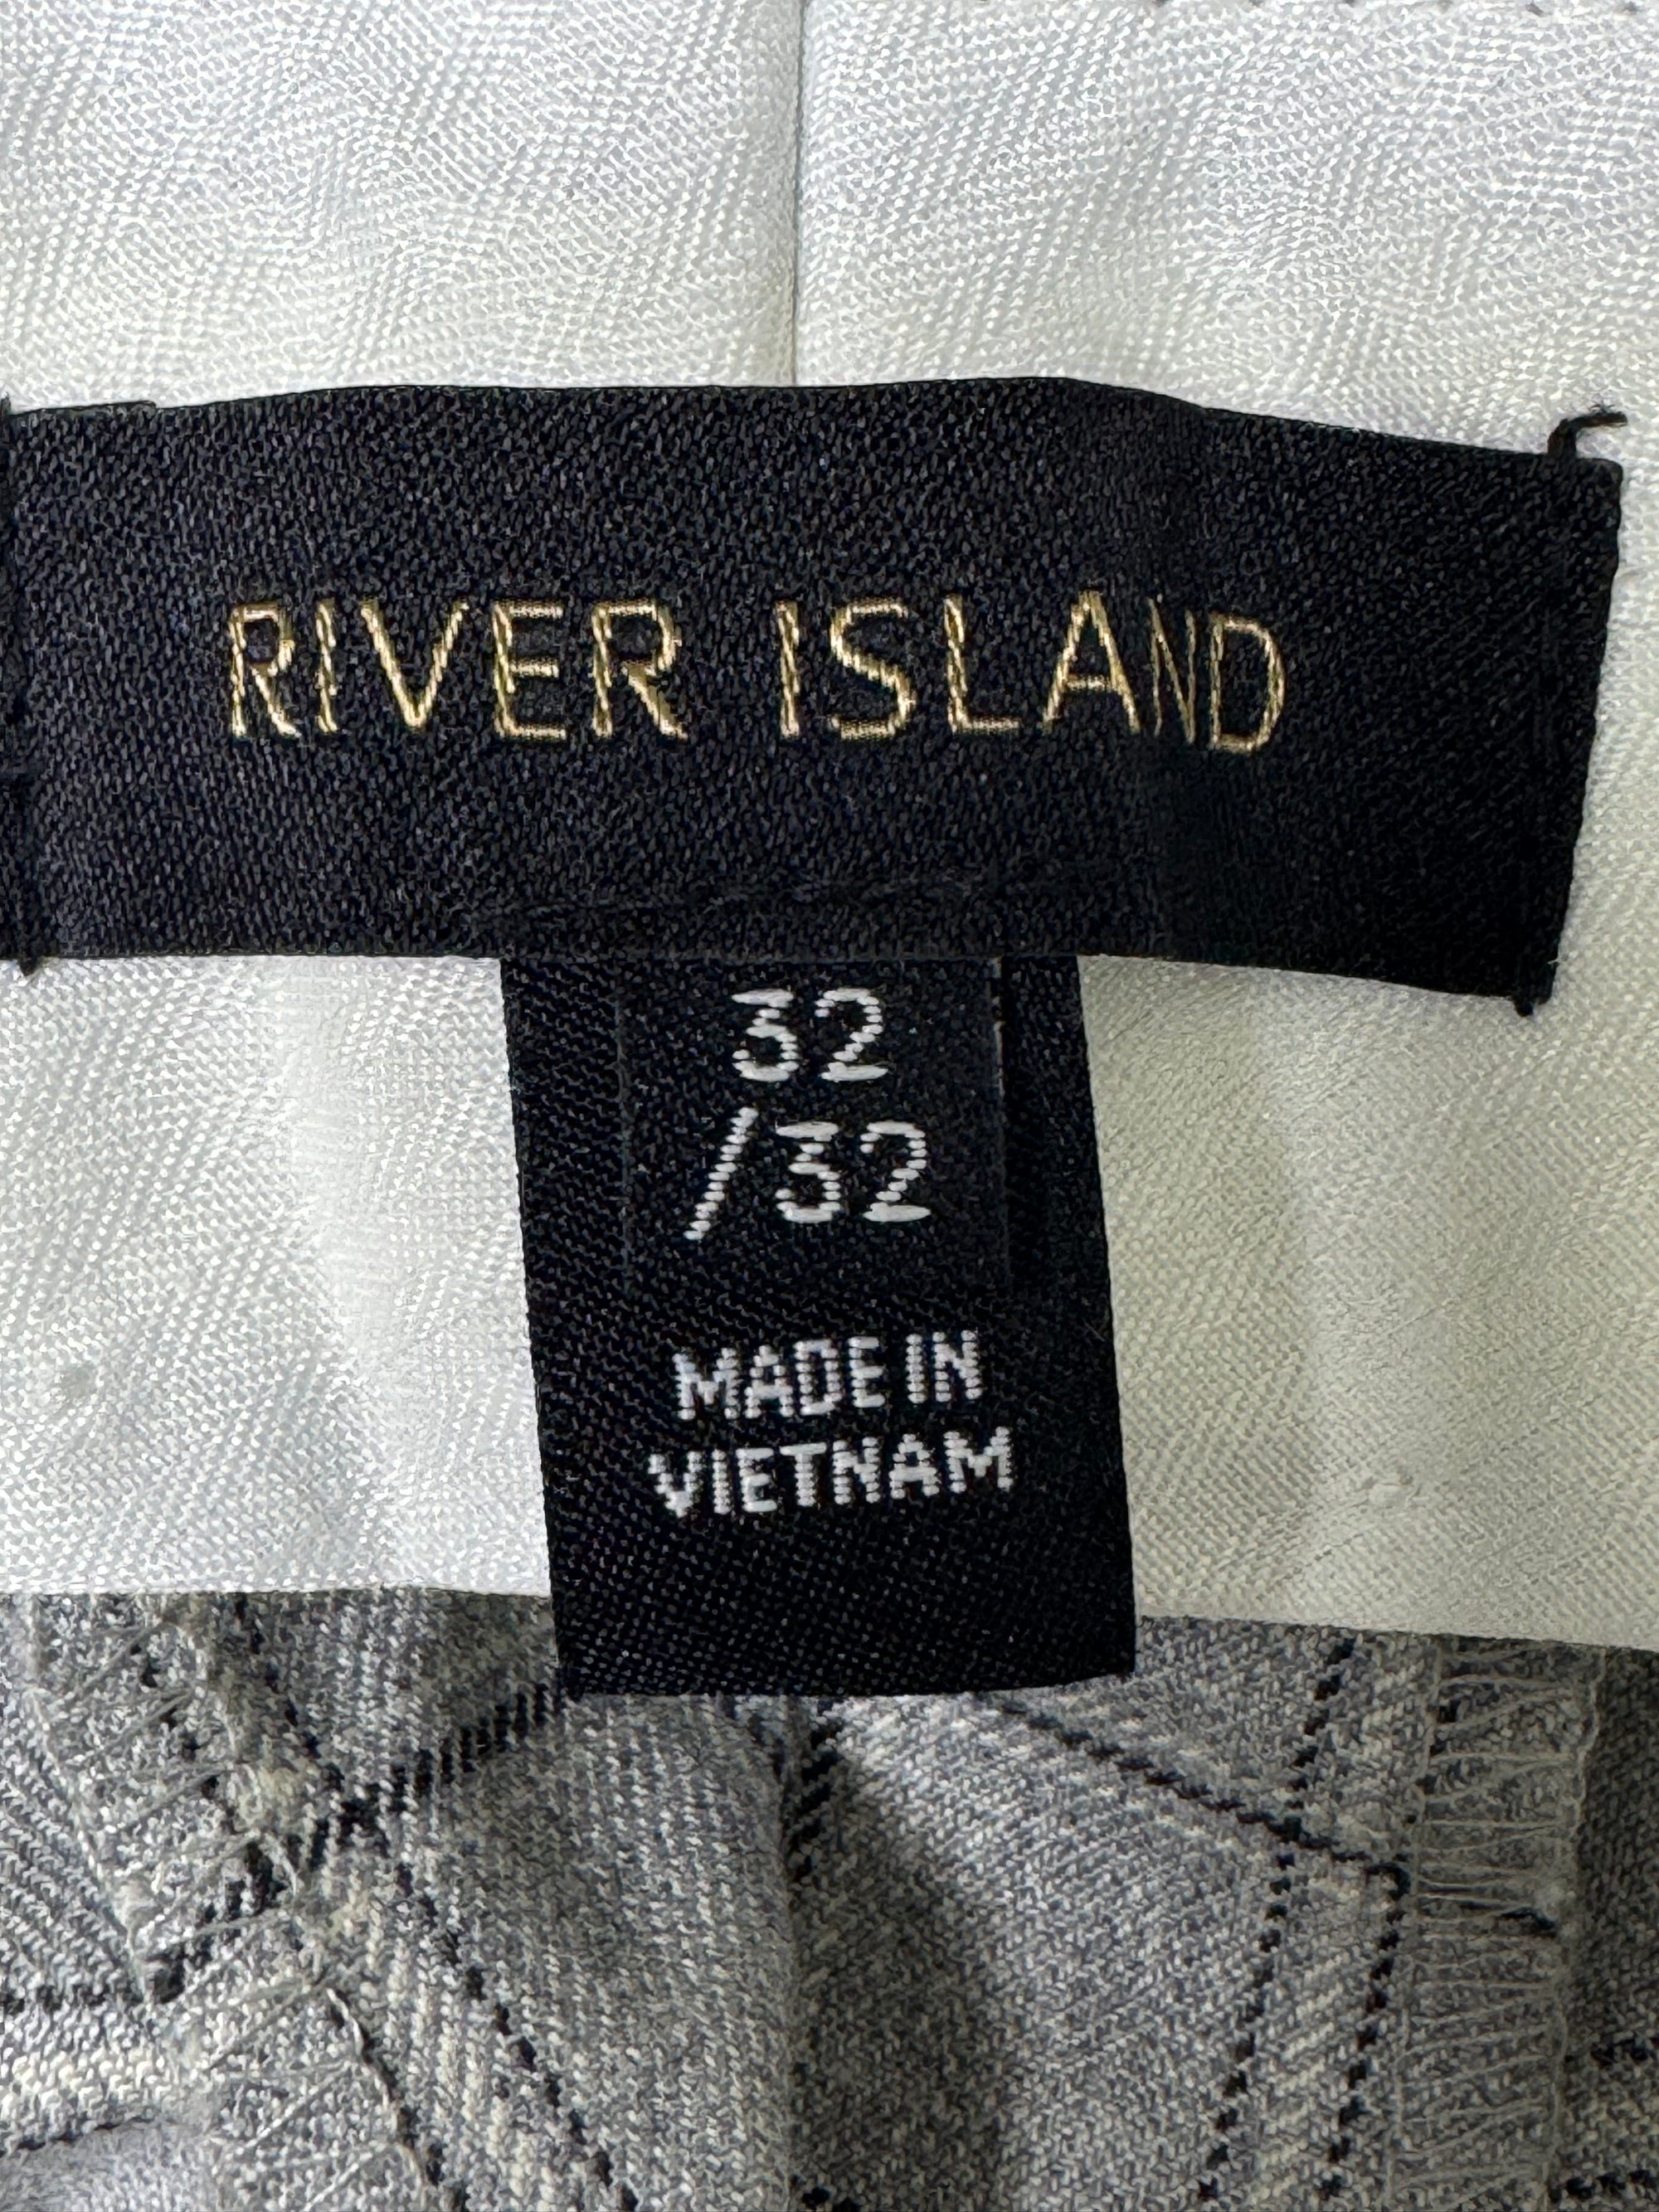 RIVER ISLAND
32
/32
MADE IN
VIETNAM